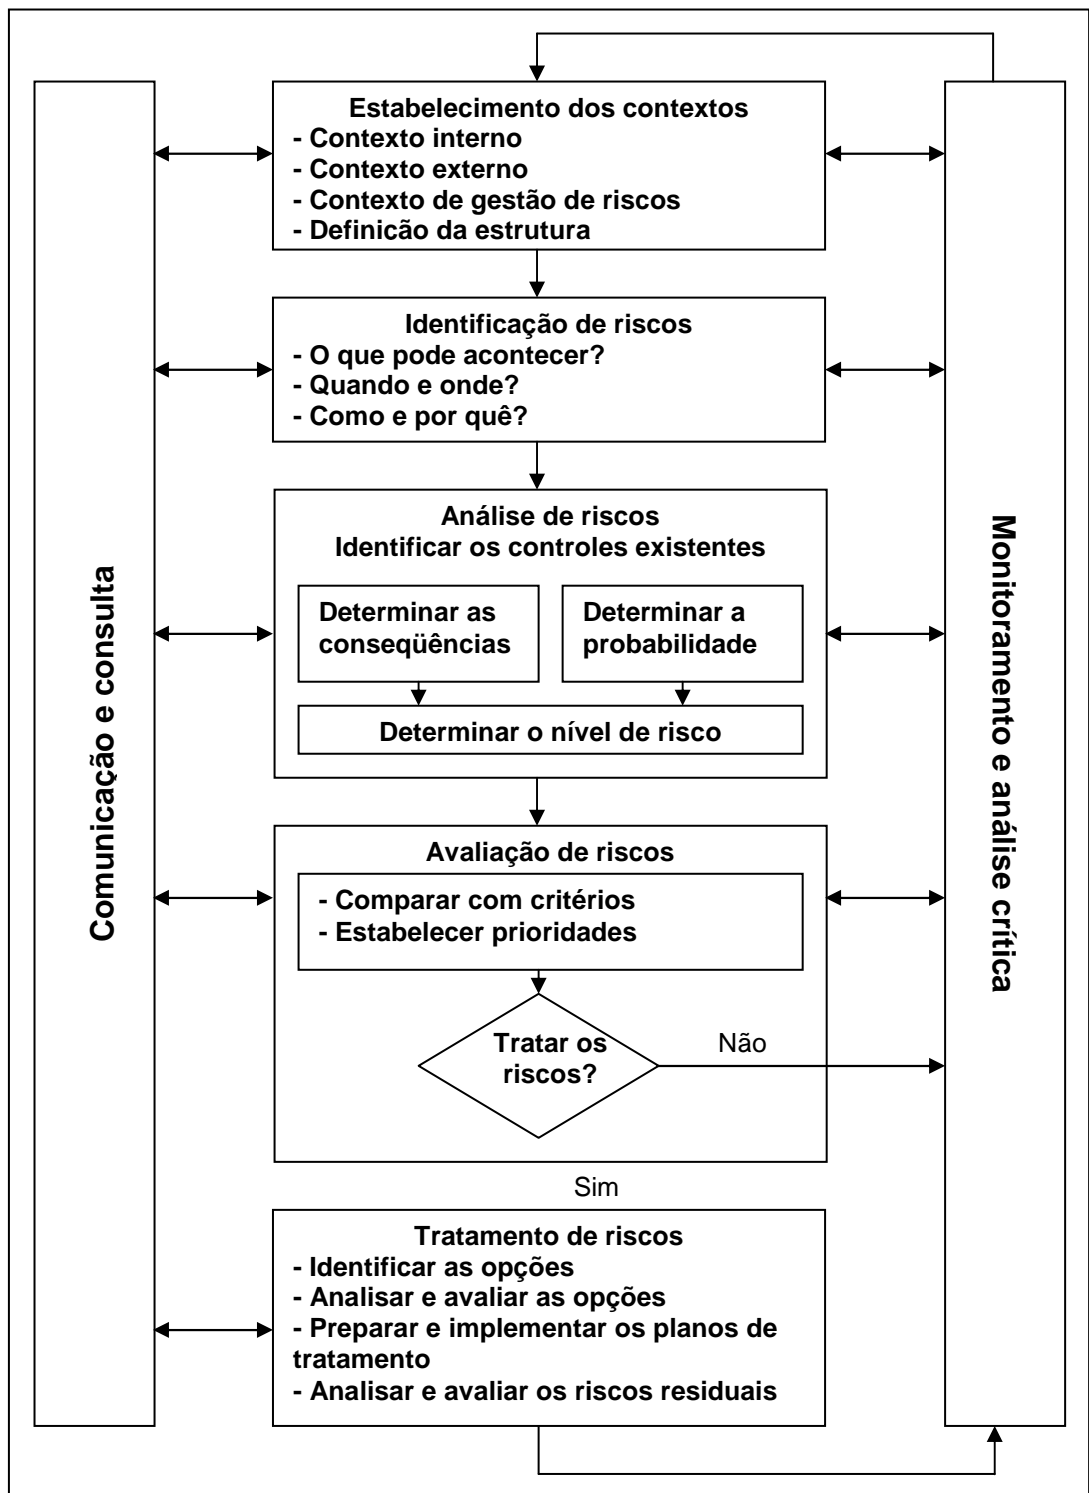 Comunicação e consulta
Estabelecimento dos contextos
- Contexto interno
- Contexto externo
- Contexto de gestão de riscos
- Definicão da estrutura
Identificação de riscos
- O que pode acontecer?
- Quando e onde?
- Como e por quê?
Análise de riscos
Identificar os controles existentes
Determinar as
conseqüências
Determinar a
probabilidade
Determinar o nível de risco
Avaliação de riscos
- Comparar com critérios
- Estabelecer prioridades
Tratar os
riscos?
Não
Sim
Tratamento de riscos
- Identificar as opções
- Analisar e avaliar as opções
- Preparar e implementar os planos de
tratamento
- Analisar e avaliar os riscos residuais
Monitoramento e análise crítica